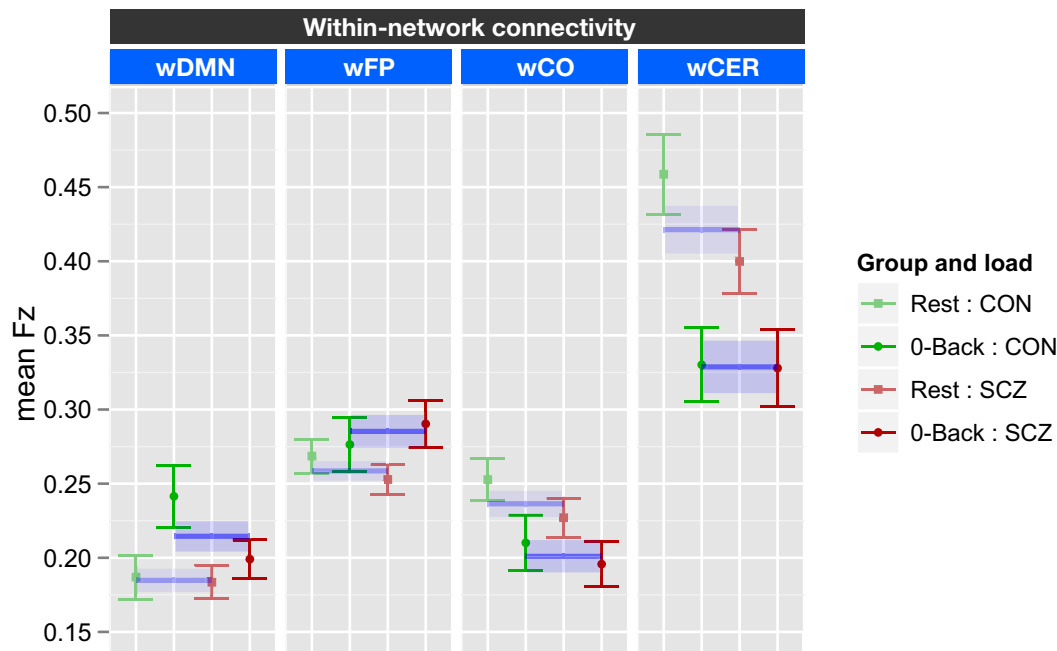 Within-network connectivity
wDMN wFP wCO wCER
mean Fz
0.50
0.45
0.40
0.35
0.30
0.25
0.20
0.15
Group and load
Rest : CON
0-Back : CON
Rest : SCZ
0-Back : SCZ